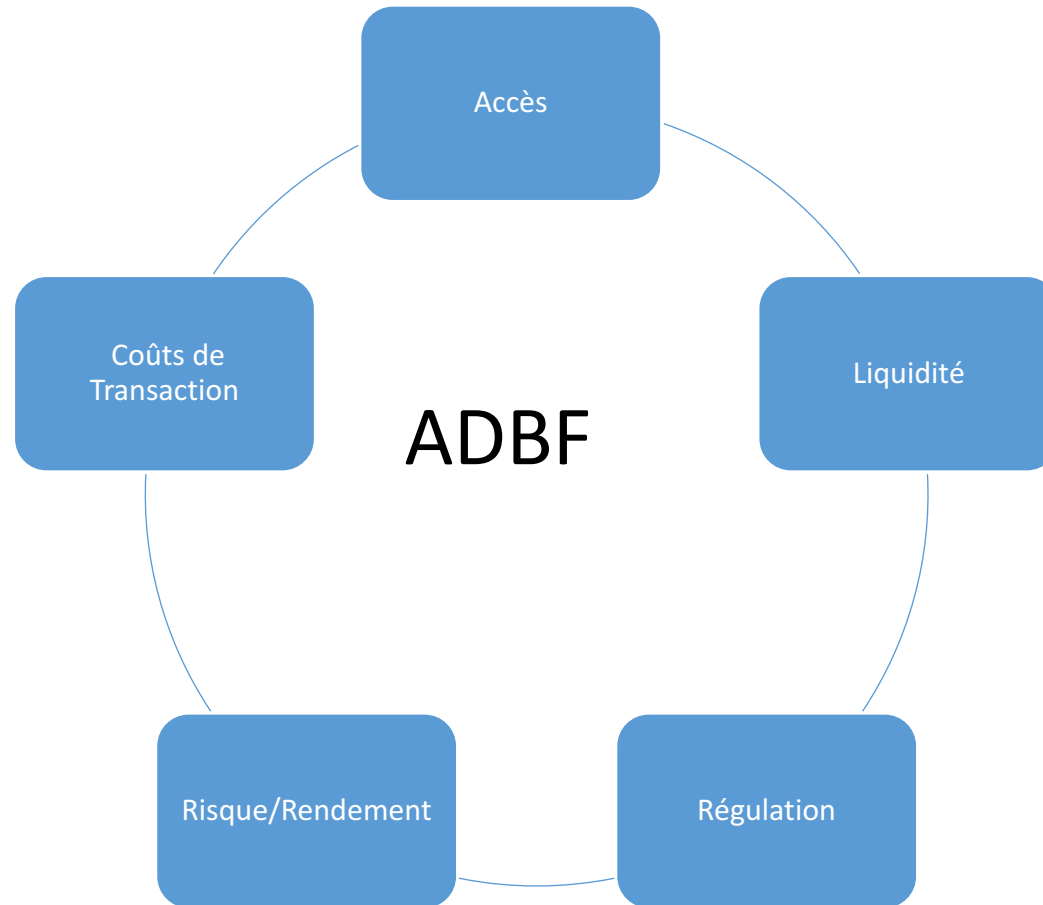 Accès
Coûts de
Transaction
Liquidité
ADBF
Risque/Rendement
Régulation